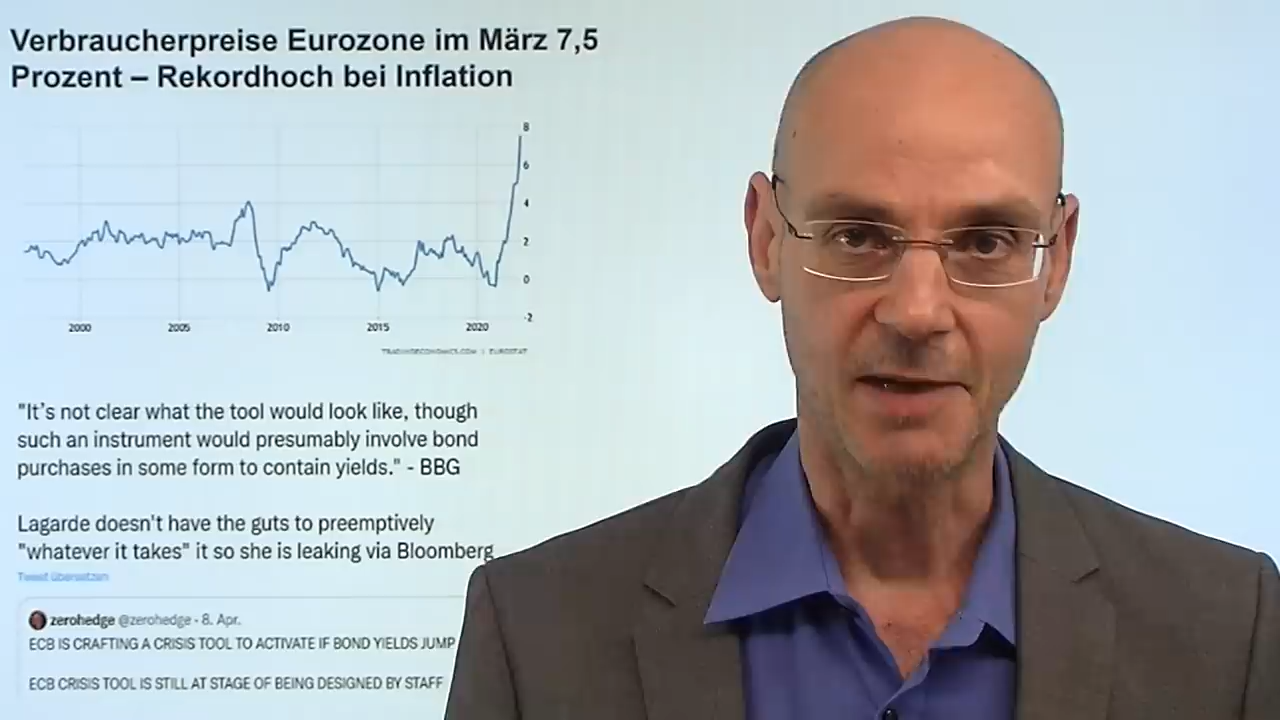 Verbraucherpreise Eurozone im März 7,5
Prozent – Rekordhoch bei Inflation
8
6
4
2
0
-2
2000 2005 2010 2015 2020
TRADINGECONOMICS.COM | EUROSTAT
"It's not clear what the tool would look like, though
such an instrument would presumably involve bond
purchases in some form to contain yields." - BBG
Lagarde doesn't have the guts to preemptively
"whatever it takes" it so she is leaking via Bloomberg
Tweet übersetzen
zerohedge @zerohedge · 8. Apr.
ECB IS CRAFTING A CRISIS TOOL TO ACTIVATE IF BOND YIELDS JUMP
ECB CRISIS TOOL IS STILL AT STAGE OF BEING DESIGNED BY STAFF